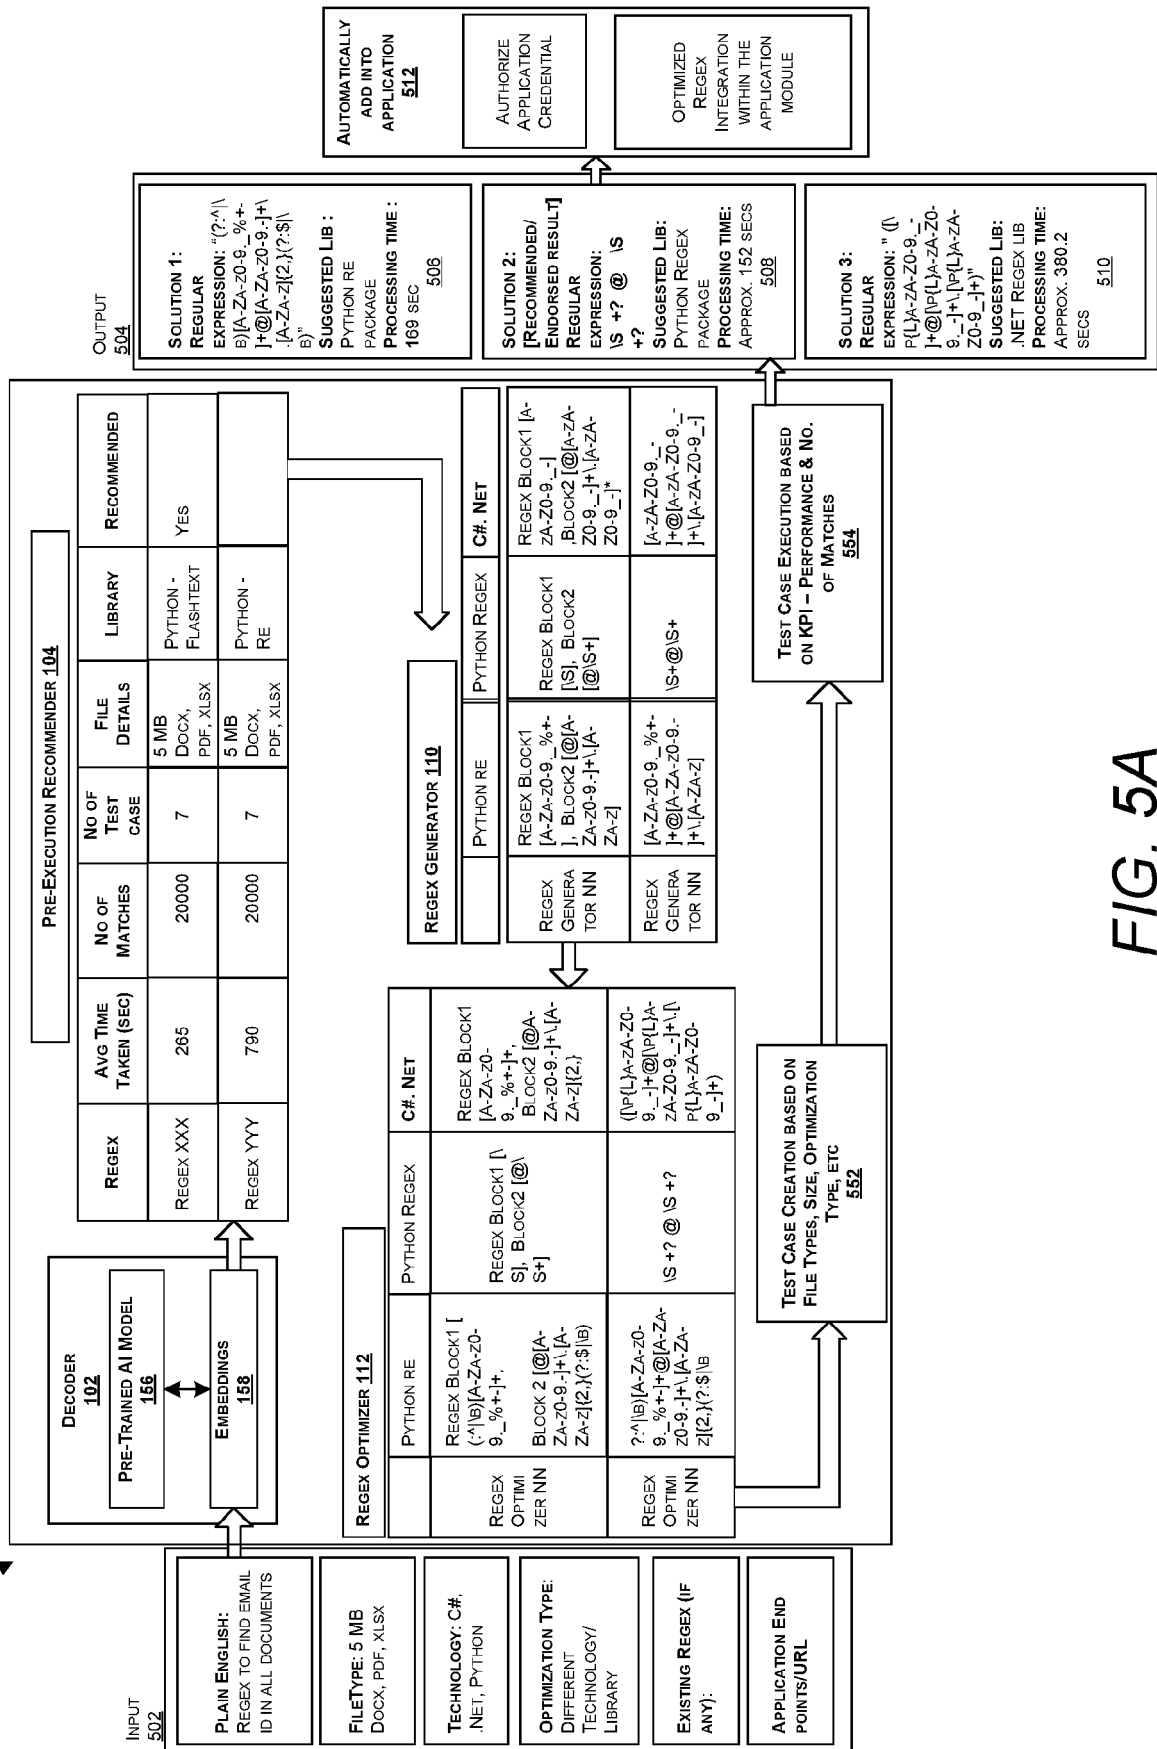 INPUT
502
PLAIN ENGLISH:
REGEX TO FIND EMAIL
ID IN ALL DOCUMENTS
FILETYPE: 5 MB
DOCX, PDF, XLSX
TECHNOLOGY: C#,
.NET, PYTHON
OPTIMIZATION TYPE:
DIFFERENT
TECHNOLOGY/
LIBRARY
EXISTING REGEX (IF
ANY):
APPLICATION END
POINTS/URL
DECODER
102
PRE-TRAINED AI MODEL
156
EMBEDDINGS
158
PRE-EXECUTION RECOMMENDER 104
REGEX
AVG TIME
TAKEN (SEC)
NO OF
MATCHES
NO OF
TEST
CASE
FILE
DETAILS
LIBRARY
RECOMMENDED
REGEX XXX
265
20000
7
5 MB
DOCX,
PDF, XLSX
PYTHON -
FLASHTEXT
YES
REGEX YYY
790
20000
7
5 MB
DOCX,
PDF, XLSX
PYTHON -
RE
REGEX OPTIMIZER 112
PYTHON RE
PYTHON REGEX
C#. NET
REGEX
OPTIMI
ZER NN
REGEX BLOCK1 [
(:^|\B)[A-ZA-Z0-
9._%+-]+,
BLOCK 2 [@[A-
ZA-Z0-9.-]+\.[A-
ZA-Z]{2,}(?:$|\B)
REGEX BLOCK1 [\
S], BLOCK2 [@\
S+]
REGEX BLOCK1
[A-ZA-Z0-
9._%+-]+,
BLOCK2 [@A-
ZA-Z0-9.-]+\.[A-
ZA-Z]{2,}
REGEX
OPTIMI
ZER NN
?:^|\B)[A-ZA-Z0-
9._%+-]+@[A-ZA-
Z0-9.-]+\.[A-ZA-
Z]{2,}(?:$|\B
\S +? @ \S +?
([\P{L}A-ZA-Z0-
9._-]+@[\P{L}A-
ZA-Z0-9._-]+\.[\
P{L}A-ZA-Z0-
9_-]+)
REGEX GENERATOR 110
PYTHON RE
PYTHON REGEX
C#. NET
REGEX
GENERA
TOR NN
REGEX BLOCK1
[A-ZA-Z0-9._%+-
], BLOCK2 [@[A-
ZA-Z0-9.-]+\.[A-
ZA-Z]
REGEX BLOCK1
[\S], BLOCK2
[@\S+]
REGEX BLOCK1 [A-
ZA-Z0-9._-]
,BLOCK2 [@[A-ZA-
Z0-9._-]+\.[A-ZA-
Z0-9_-]*
REGEX
GENERA
TOR NN
[A-ZA-Z0-9._%+-
]+@[A-ZA-Z0-9.-
]+\.[A-ZA-Z]
\S+@\S+
[A-ZA-Z0-9._-
]+@[A-ZA-Z0-9._-
]+\.[A-ZA-Z0-9_-]
TEST CASE CREATION BASED ON
FILE TYPES, SIZE, OPTIMIZATION
TYPE, ETC
552
TEST CASE EXECUTION BASED
ON KPI – PERFORMANCE & NO.
OF MATCHES
554
OUTPUT
504
SOLUTION 1:
REGULAR
EXPRESSION: “(?:^|\
B)[A-ZA-Z0-9._%+-
]+@[A-ZA-Z0-9.-]+\
.[A-ZA-Z]{2,}(?:$|\
B)”
SUGGESTED LIB :
PYTHON RE
PACKAGE
PROCESSING TIME :
169 SEC
506
SOLUTION 2:
[RECOMMENDED/
ENDORSED RESULT]
REGULAR
EXPRESSION:
\S +? @ \S
+?
SUGGESTED LIB:
PYTHON REGEX
PACKAGE
PROCESSING TIME:
APPROX. 152 SECS
508
SOLUTION 3:
REGULAR
EXPRESSION: " ([\
P{L}A-ZA-Z0-9._-
]+@[\P{L}A-ZA-Z0-
9._-]+\.[\P{L}A-ZA-
Z0-9_-]+)"
SUGGESTED LIB:
.NET REGEX LIB
PROCESSING TIME:
APPROX. 380.2
SECS
510
AUTOMATICALLY
ADD INTO
APPLICATION
512
AUTHORIZE
APPLICATION
CREDENTIAL
OPTIMIZED
REGEX
INTEGRATION
WITHIN THE
APPLICATION
MODULE
FIG. 5A